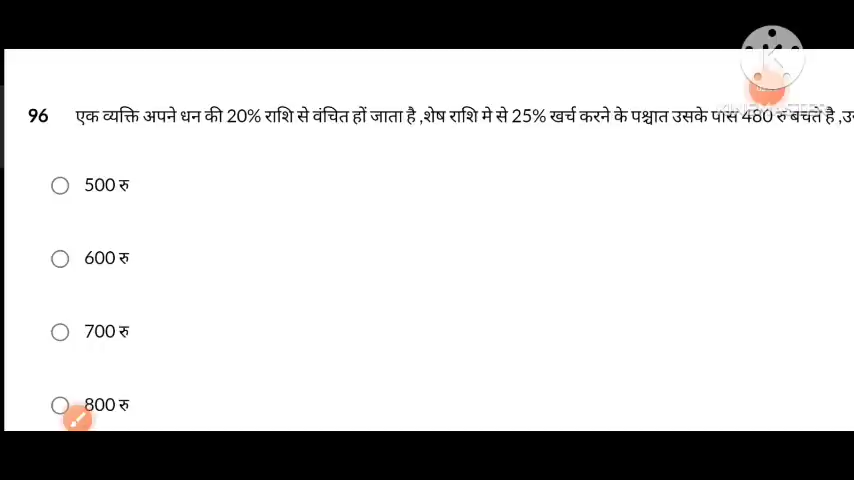 96 एक व्यक्ति अपने धन की 20% राशि से वंचित हों जाता है ,शेष राशि मे से 25% खर्च करने के पश्चात उसके पास 480 रु बचते है ,
500 रु
600 रु
700 रु
800 रु